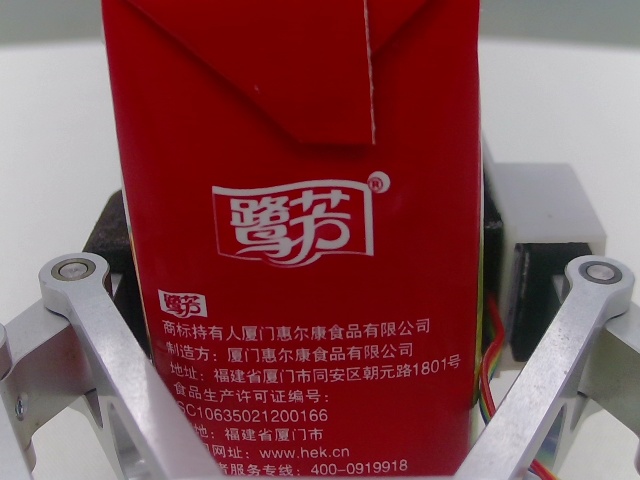 鹭芳®
鹭芳
商标持有人厦门惠尔康食品有限公司
制造方：厦门惠尔康食品有限公司
地址：福建省厦门市同安区朝元路1801号
食品生产许可证编号：
SC10635021200166
地：福建省厦门市
网址：www.hek.cn
者服务专线：400-0919918